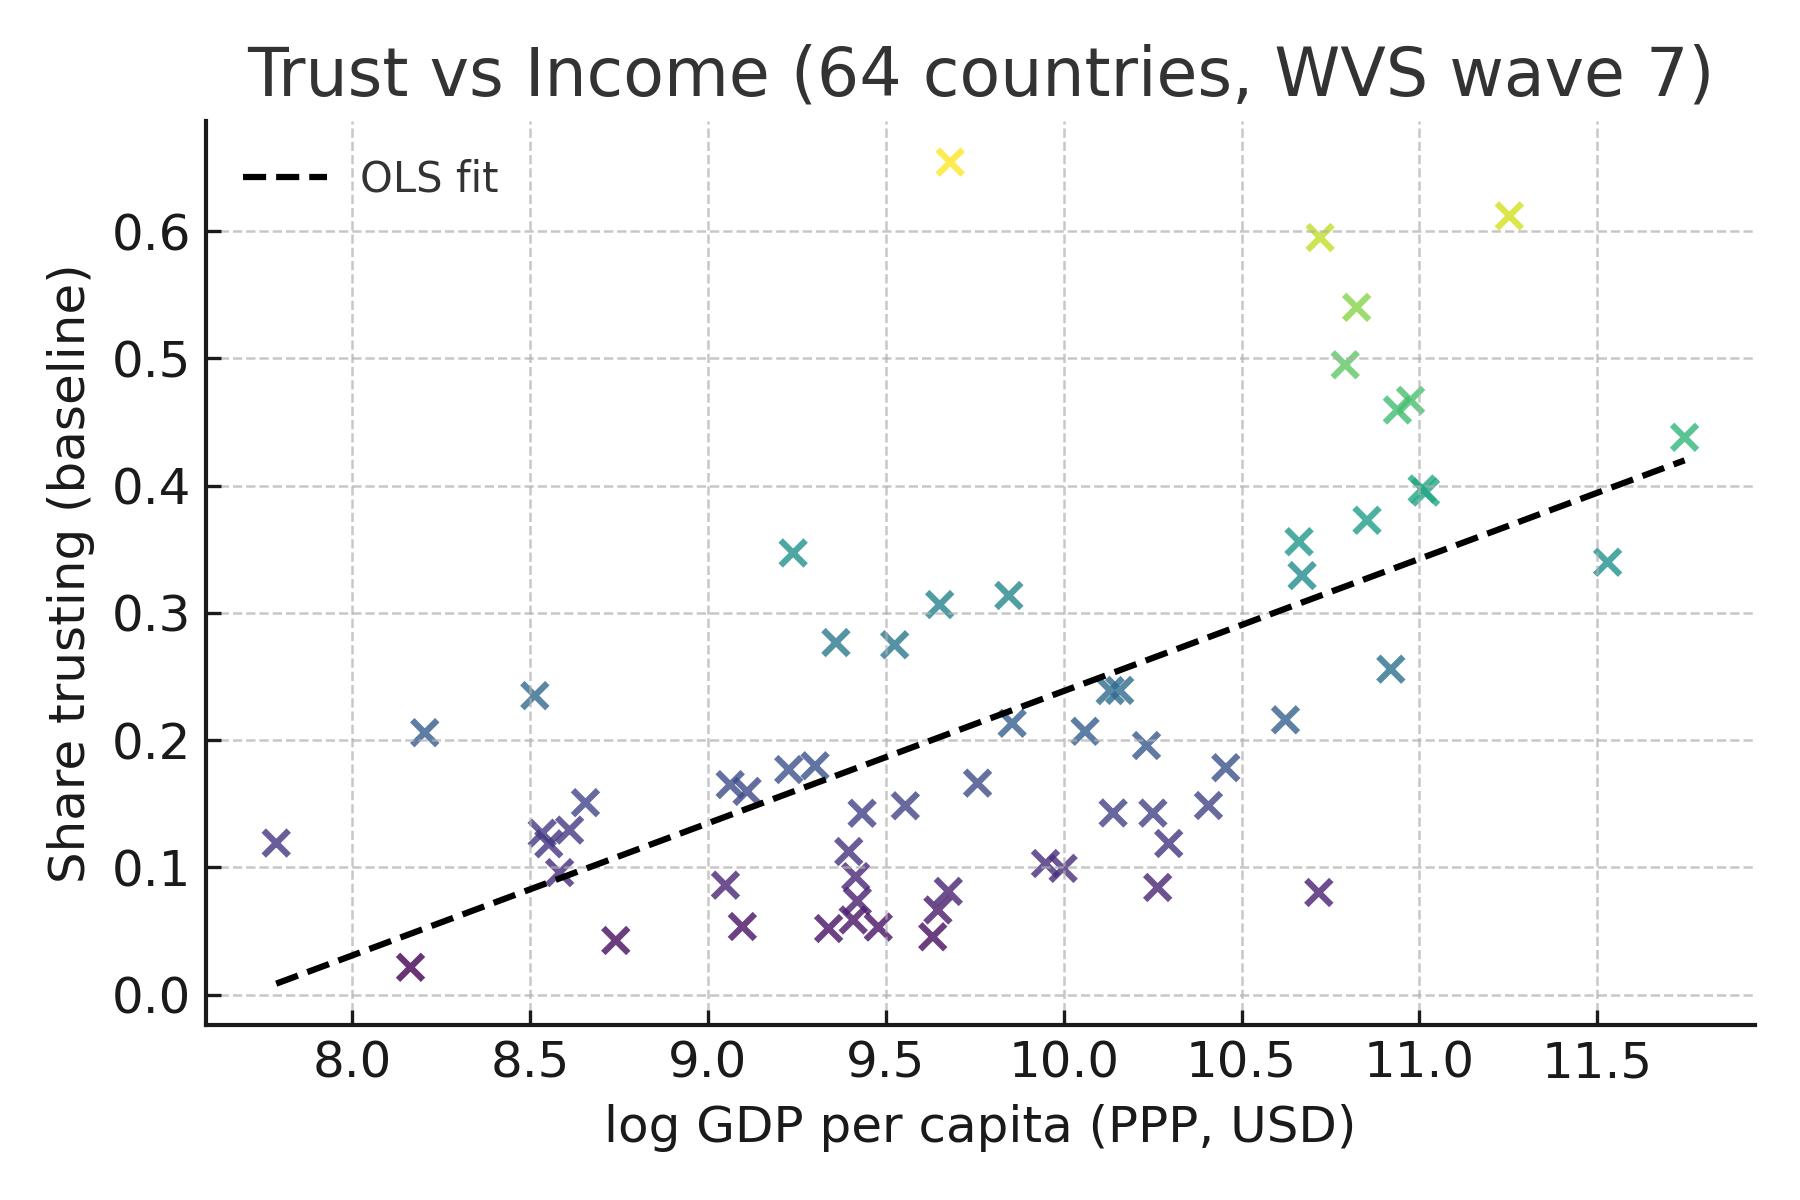 Trust vs Income (64 countries, WVS wave 7)
OLS fit
Share trusting (baseline)
0.6
0.5
0.4
0.3
0.2
0.1
0.0
8.0 8.5 9.0 9.5 10.0 10.5 11.0 11.5
log GDP per capita (PPP, USD)